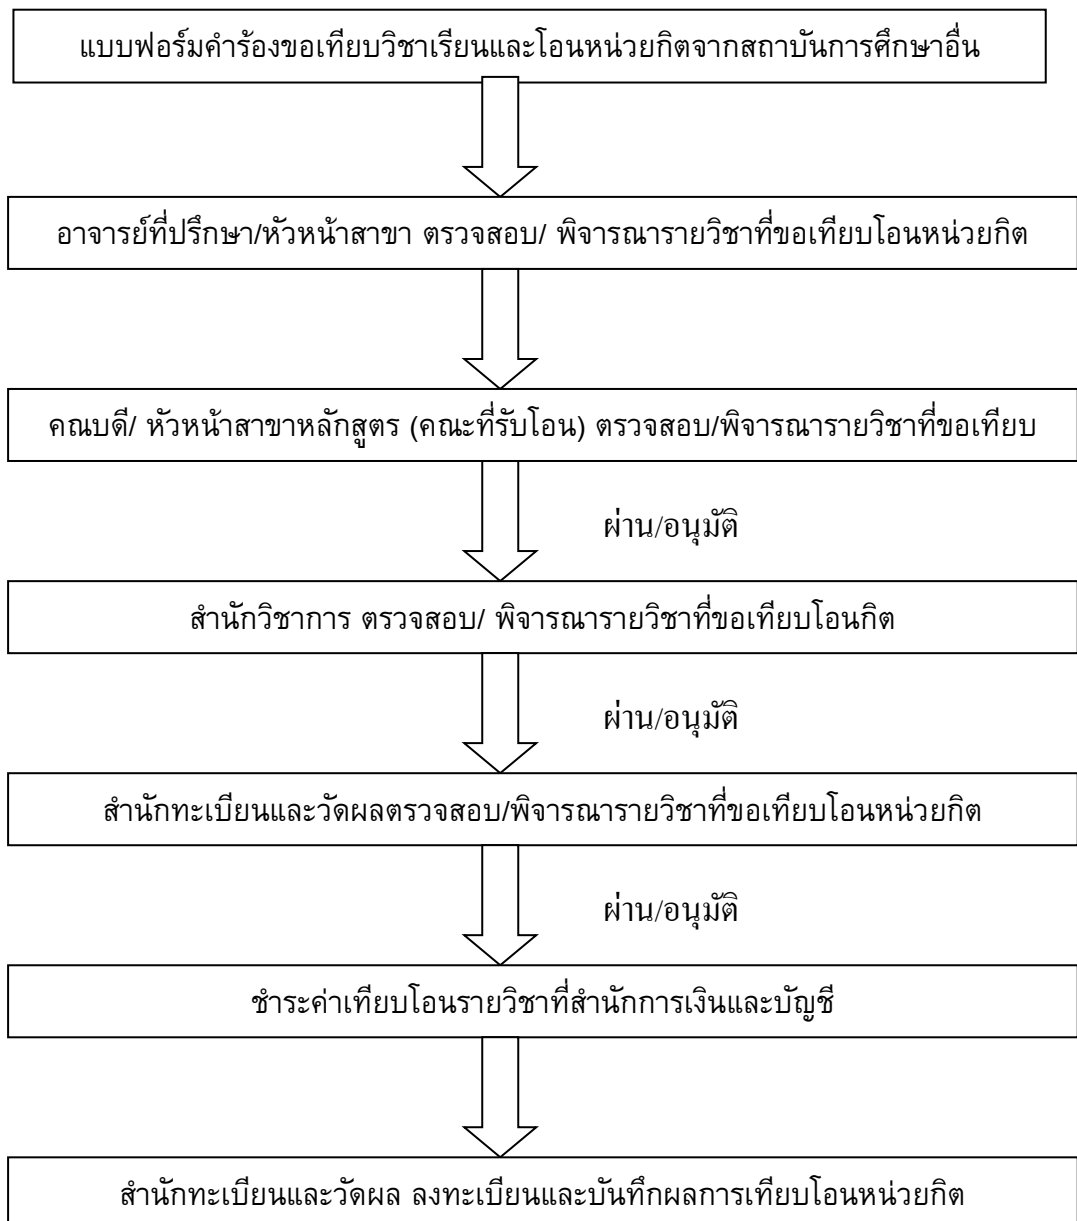 แบบฟอร์มคำร้องขอเทียบวิชาเรียนและโอนหน่วยกิตจากสถาบันการศึกษาอื่น
อาจารย์ที่ปรึกษา/หัวหน้าสาขา ตรวจสอบ/ พิจารณารายวิชาที่ขอเทียบโอนหน่วยกิต
คณบดี/ หัวหน้าสาขาหลักสูตร (คณะที่รับโอน) ตรวจสอบ/พิจารณารายวิชาที่ขอเทียบ
ผ่าน/อนุมัติ
สำนักวิชาการ ตรวจสอบ/ พิจารณารายวิชาที่ขอเทียบโอนกิต
ผ่าน/อนุมัติ
สำนักทะเบียนและวัดผลตรวจสอบ/พิจารณารายวิชาที่ขอเทียบโอนหน่วยกิต
ผ่าน/อนุมัติ
ชำระค่าเทียบโอนรายวิชาที่สำนักการเงินและบัญชี
สำนักทะเบียนและวัดผล ลงทะเบียนและบันทึกผลการเทียบโอนหน่วยกิต